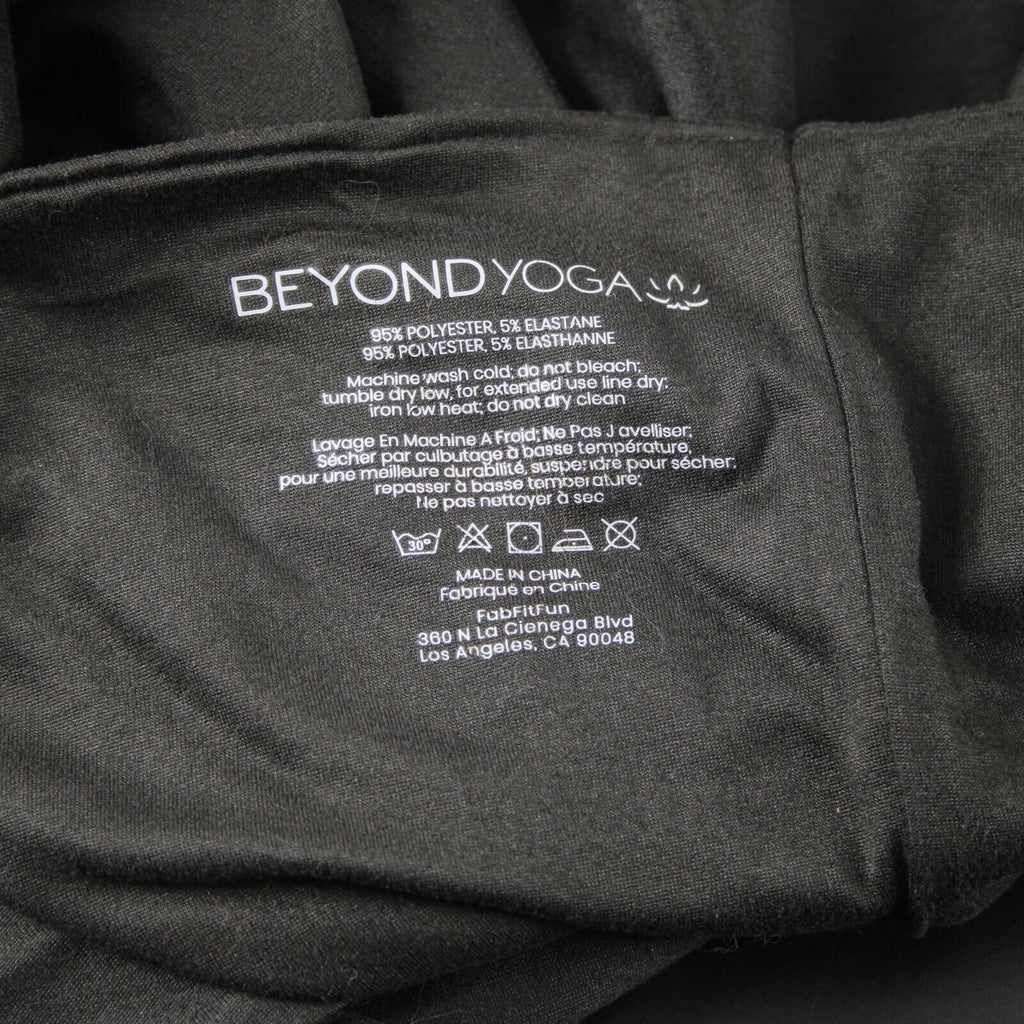 BEYOND YOGA
95% POLYESTER, 5% ELASTANE
95% POLYESTER, 5% ELASTHANNE
Machine wash cold; do not bleach;
tumble dry low, for extended use line dry;
iron low heat; do not dry clean
Lavage En Machine A Froid; Ne Pas J avelliser;
Sécher par culbutage à basse température,
pour une meilleure durabilité, suspendre pour sécher;
repasser à basse temperature;
Ne pas nettoyer à sec
30°
MADE IN CHINA
Fabriqué en Chine
FabFitFun
360 N La Cienega Blvd
Los Angeles, CA 90048